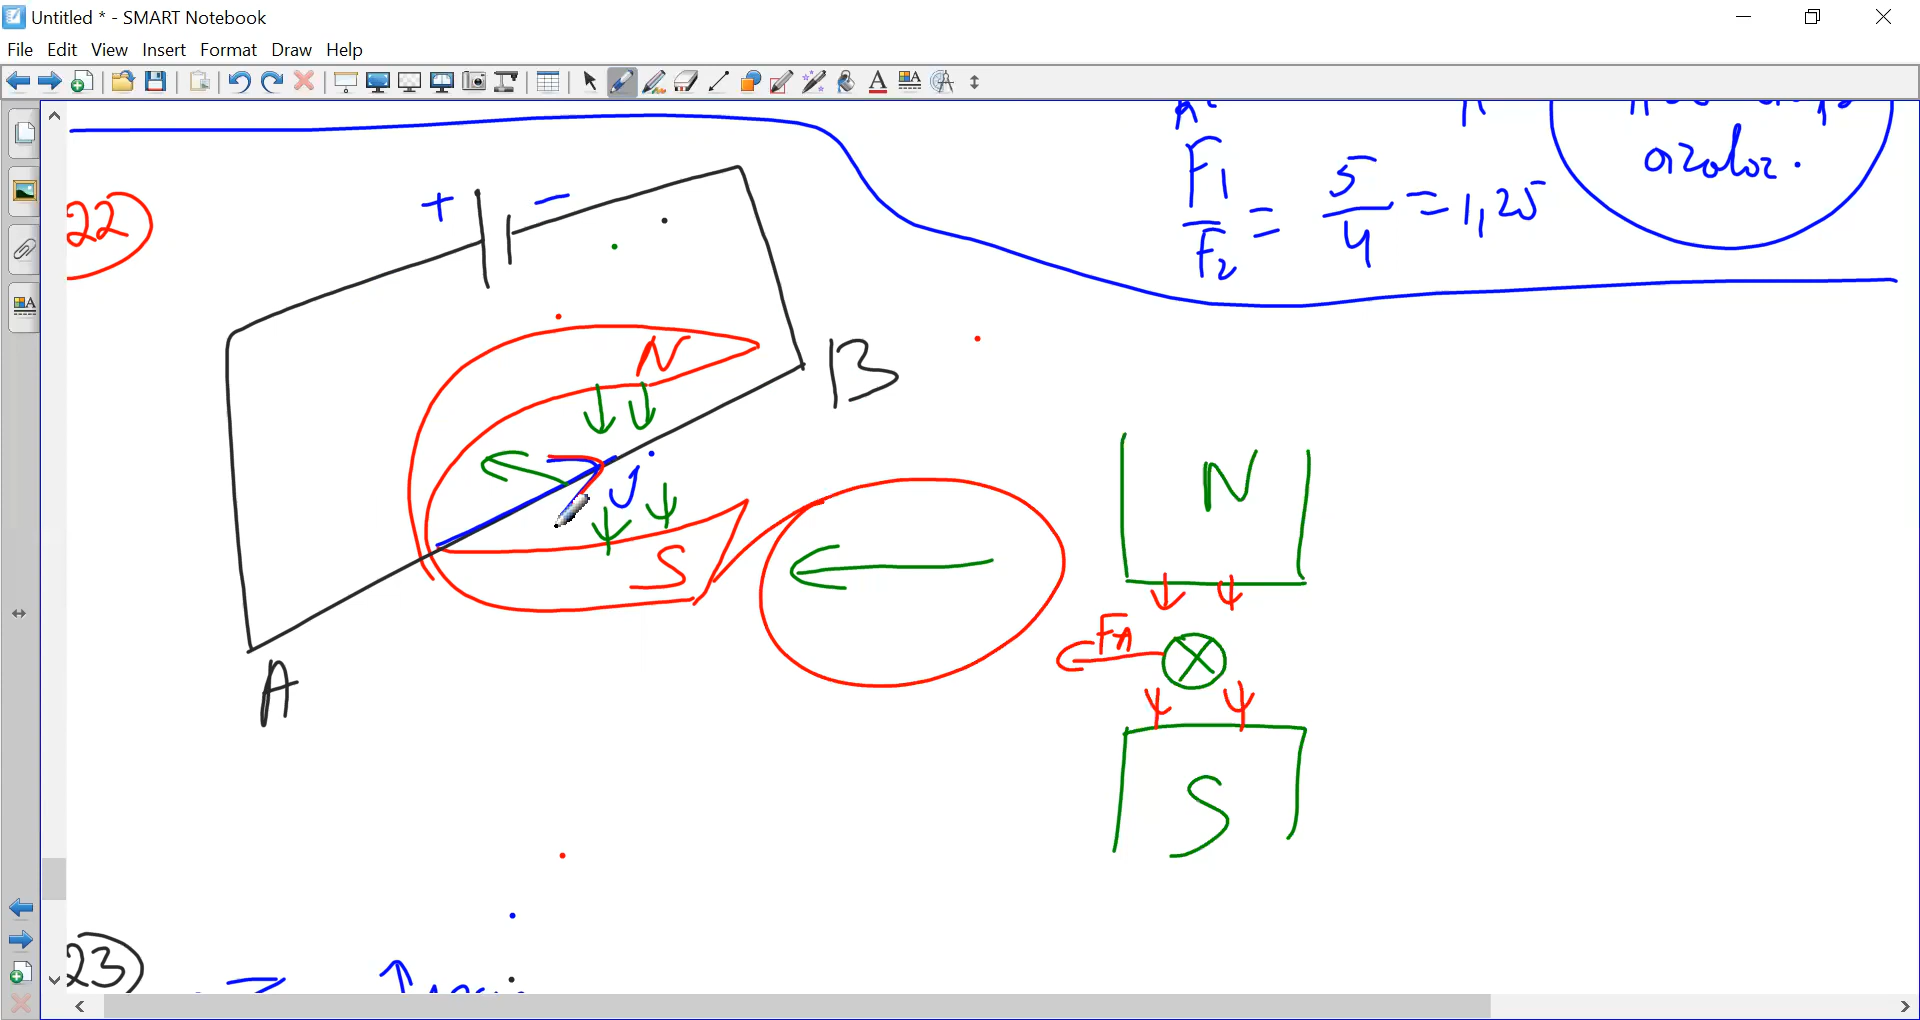 Untitled * - SMART Notebook
File Edit View Insert Format Draw Help
F1/F2 = 5/4 = 1,25
azalar.
22
+ −
N
B
J
S
A
N
FA
S
23